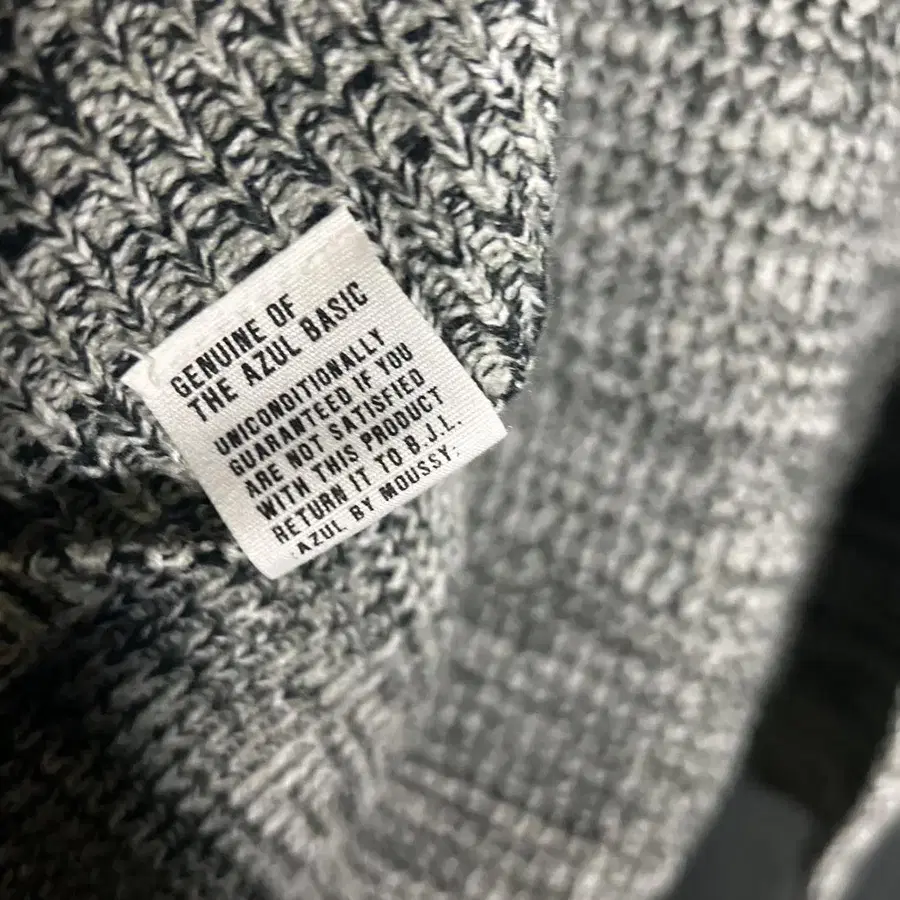 GENUINE OF
THE AZUL BASIC
UNICONDITIONALLY
GUARANTEED IF YOU
ARE NOT SATISFIED
WITH THIS PRODUCT
RETURN IT TO B.J.L.
AZUL BY MOUSSY.